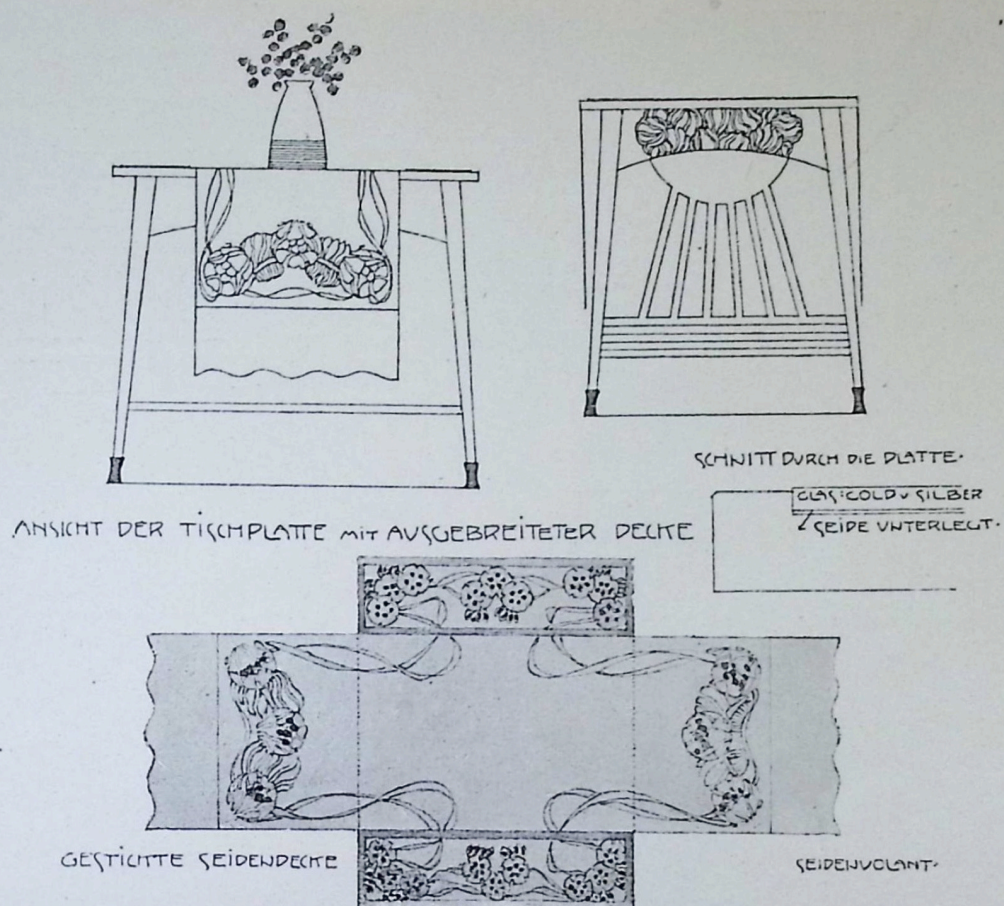 SCHNITT DURCH DIE PLATTE.
GLAS: GOLD U SILBER
SEIDE UNTERLEGT.
ANSICHT DER TISCHPLATTE MIT AUSGEBREITETER DECKE
GESTICKTE SEIDENDECKE
SEIDENVOLANT.